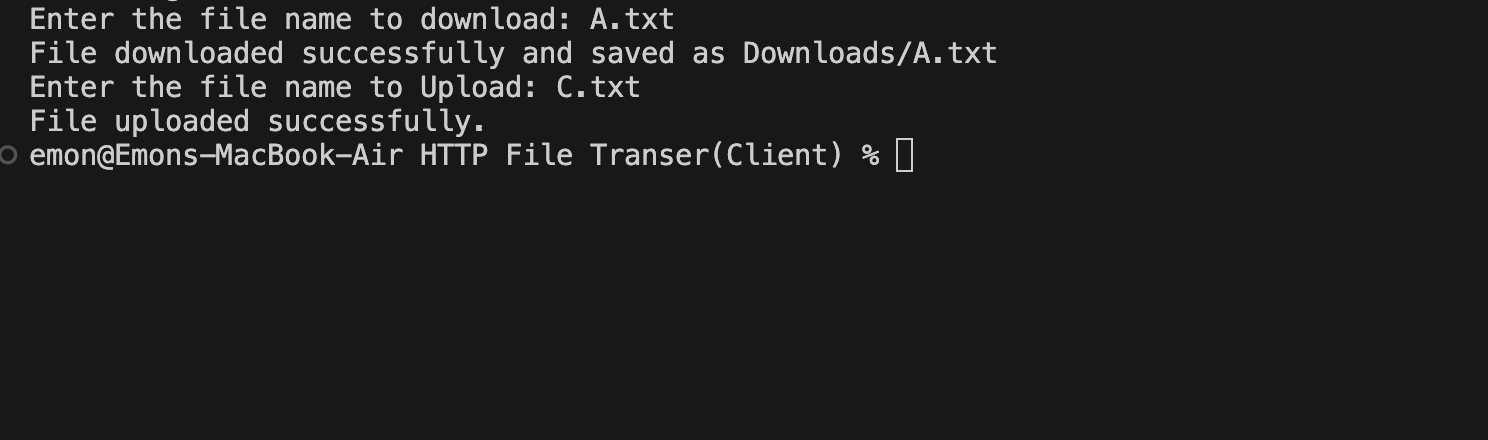 Enter the file name to download: A.txt
File downloaded successfully and saved as Downloads/A.txt
Enter the file name to Upload: C.txt
File uploaded successfully.
emon@Emons-MacBook-Air HTTP File Transer(Client) %